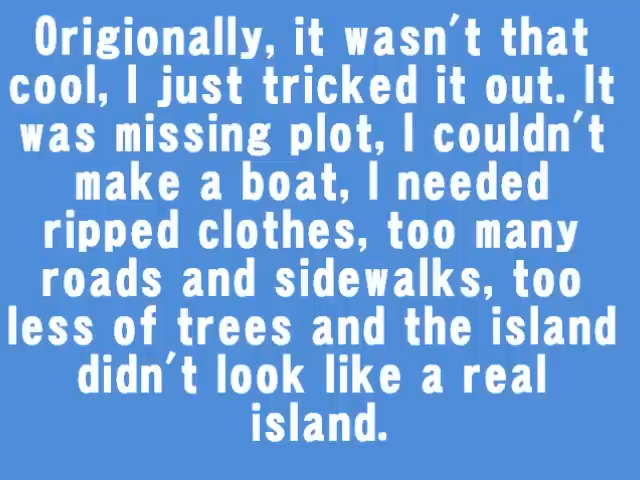 Origionally, it wasn't that
cool, I just tricked it out. It
was missing plot, I couldn't
make a boat, I needed
ripped clothes, too many
roads and sidewalks, too
less of trees and the island
didn't look like a real
island.